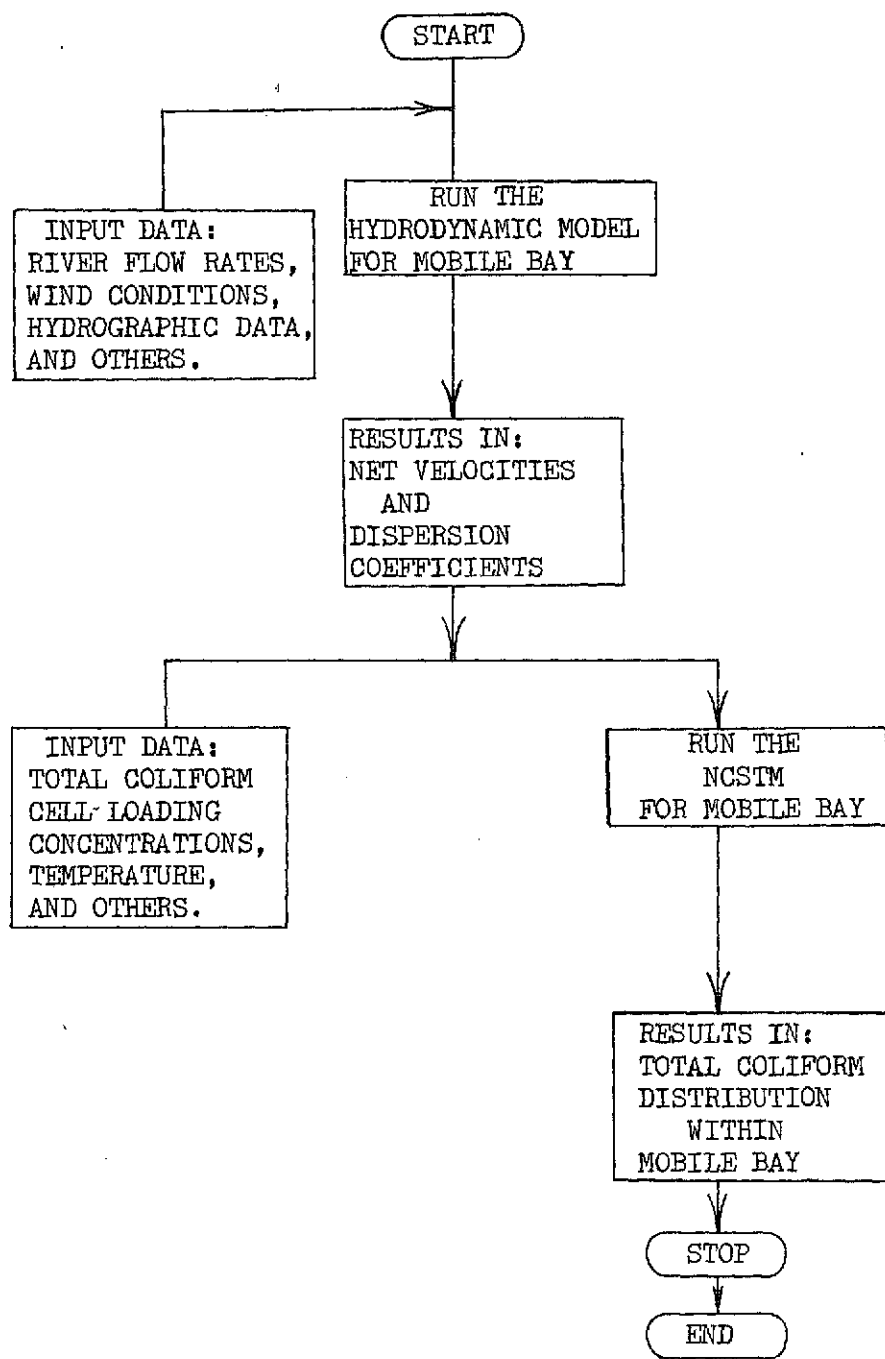 START
INPUT DATA:
RIVER FLOW RATES,
WIND CONDITIONS,
HYDROGRAPHIC DATA,
AND OTHERS.
RUN THE
HYDRODYNAMIC MODEL
FOR MOBILE BAY
RESULTS IN:
NET VELOCITIES
AND
DISPERSION
COEFFICIENTS
INPUT DATA:
TOTAL COLIFORM
CELL-LOADING
CONCENTRATIONS,
TEMPERATURE,
AND OTHERS.
RUN THE
NCSTM
FOR MOBILE BAY
RESULTS IN:
TOTAL COLIFORM
DISTRIBUTION
WITHIN
MOBILE BAY
STOP
END